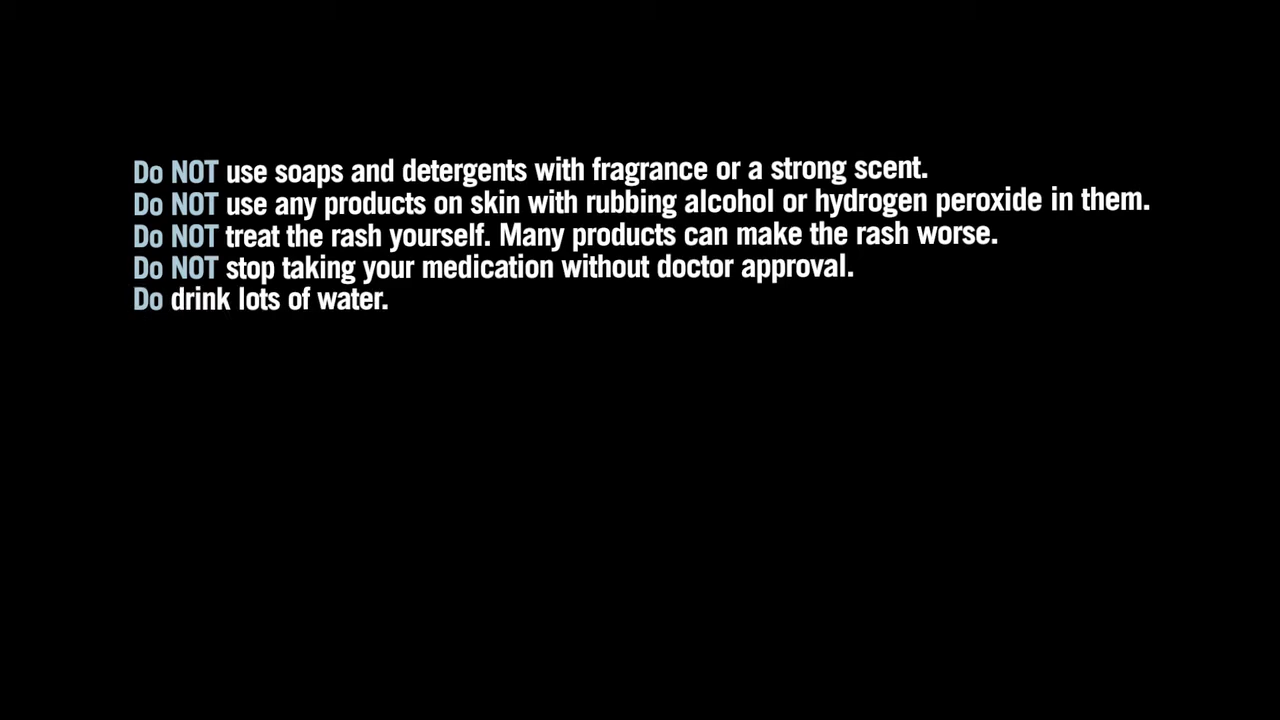 Do NOT use soaps and detergents with fragrance or a strong scent.
Do NOT use any products on skin with rubbing alcohol or hydrogen peroxide in them.
Do NOT treat the rash yourself. Many products can make the rash worse.
Do NOT stop taking your medication without doctor approval.
Do drink lots of water.